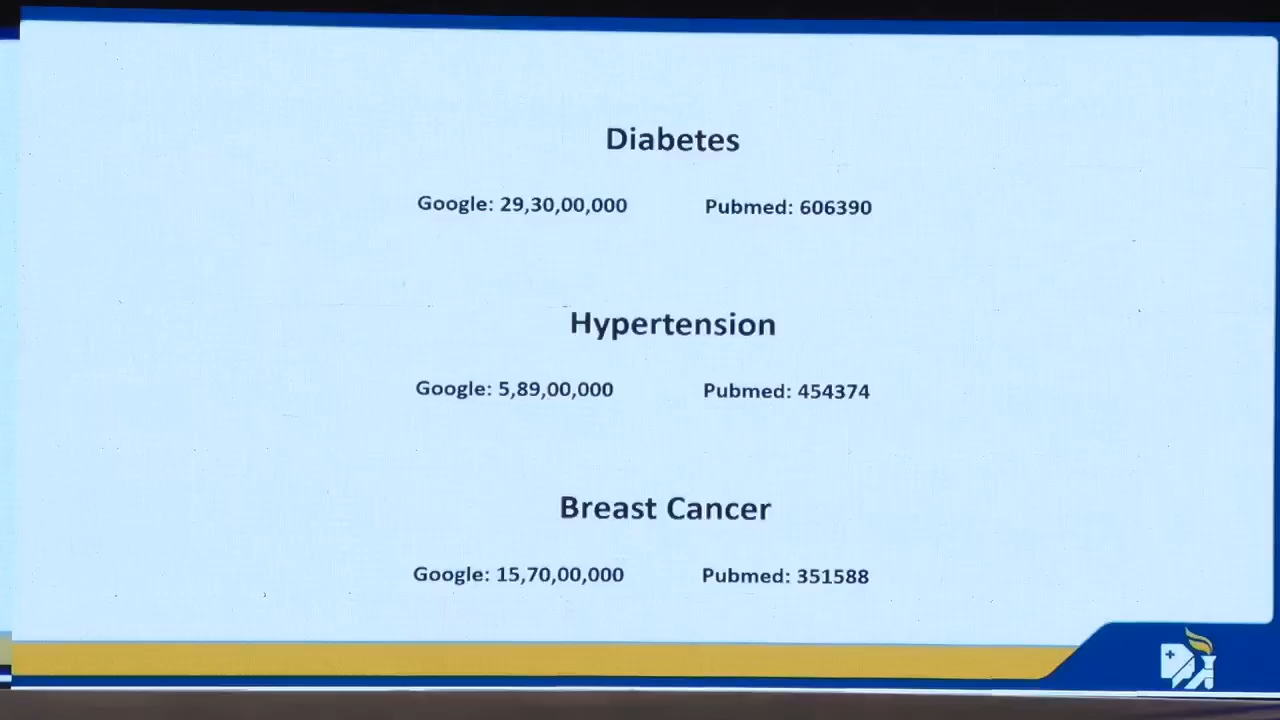 Diabetes
Google: 29,30,00,000 Pubmed: 606390
Hypertension
Google: 5,89,00,000 Pubmed: 454374
Breast Cancer
Google: 15,70,00,000 Pubmed: 351588